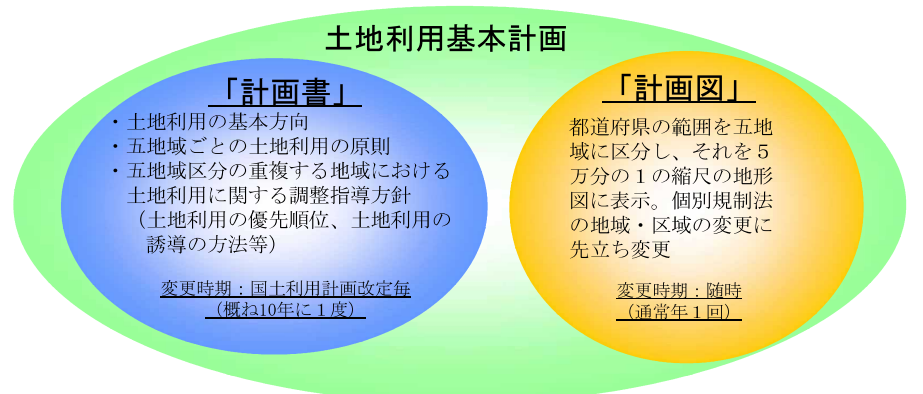 土地利用基本計画
「計画書」
・土地利用の基本方向
・五地域ごとの土地利用の原則
・五地域区分の重複する地域における
土地利用に関する調整指導方針
（土地利用の優先順位、土地利用の
誘導の方法等）
変更時期：国土利用計画改定毎
（概ね10年に１度）
「計画図」
都道府県の範囲を五地
域に区分し、それを５
万分の１の縮尺の地形
図に表示。個別規制法
の地域・区域の変更に
先立ち変更
変更時期：随時
（通常年１回）